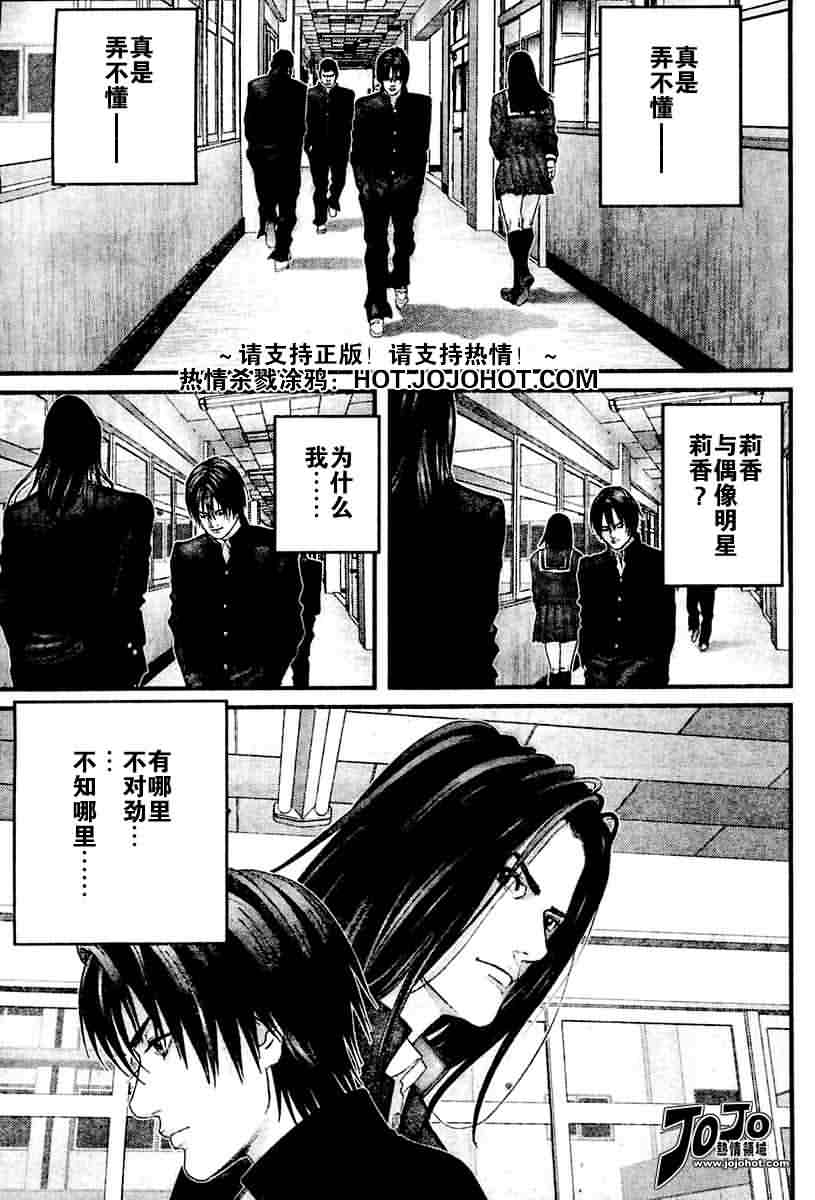 真是
弄不懂——
真是
弄不懂——
~请支持正版！请支持热情！~
热情杀戮涂鸦：HOT.JOJOHOT.COM
莉香
与偶像明星
莉香？
为什么
我……
有哪里
不对劲…
…
不知哪里……
JOJO
熱情領域
www.jojohot.com